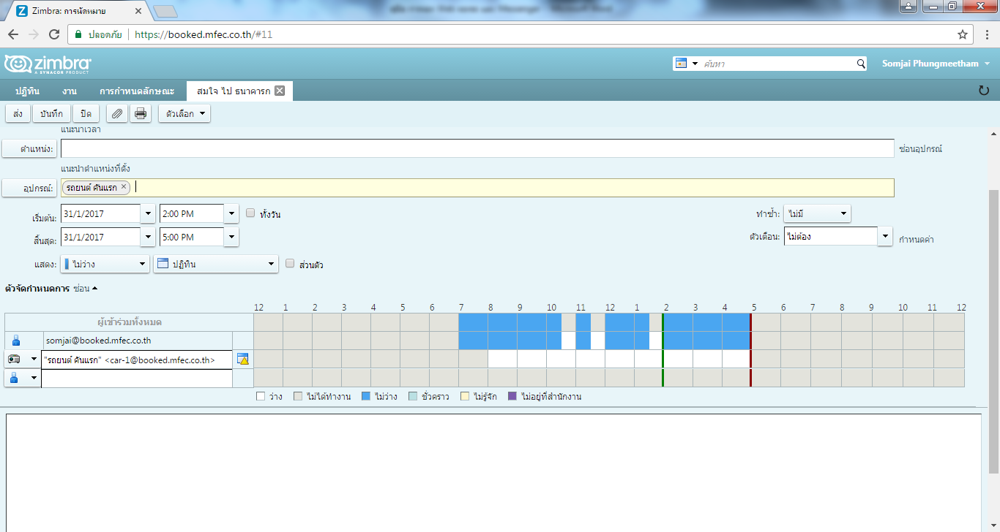 Zimbra: การนัดหมาย
ปลอดภัย https://booked.mfec.co.th/#11
zimbra
A SYNACOR PRODUCT
ค้นหา
Somjai Phungmeetham
ปฏิทิน งาน การกำหนดลักษณะ สมใจ ไป ธนาคารก
ส่ง บันทึก ปิด ตัวเลือก
แนะนำเวลา
ตำแหน่ง: ซ่อนอุปกรณ์
แนะนำตำแหน่งที่ตั้ง
อุปกรณ์: รถยนต์ คันแรก
เริ่มต้น: 31/1/2017 2:00 PM ทั้งวัน ทำซ้ำ: ไม่มี
สิ้นสุด: 31/1/2017 5:00 PM ตัวเตือน: ไม่ต้อง กำหนดค่า
แสดง: ไม่ว่าง ปฏิทิน ส่วนตัว
ตัวจัดกำหนดการ ซ่อน
12 1 2 3 4 5 6 7 8 9 10 11 12 1 2 3 4 5 6 7 8 9 10 11 12
ผู้เข้าร่วมทั้งหมด
somjai@booked.mfec.co.th
"รถยนต์ คันแรก" <car-1@booked.mfec.co.th>
ว่าง ไม่ได้ทำงาน ไม่ว่าง ชั่วคราว ไม่รู้จัก ไม่อยู่ที่สำนักงาน